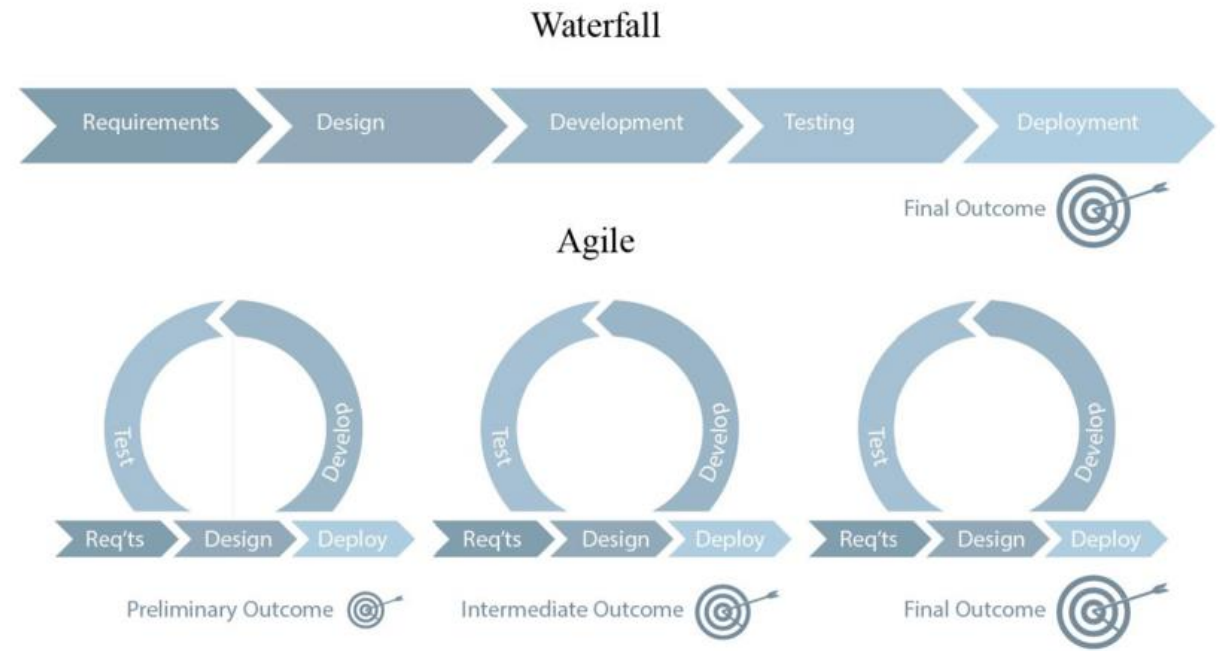 Waterfall
Requirements Design Development Testing Deployment
Final Outcome
Agile
Test Develop Test Develop Test Develop
Req'ts Design Deploy Req'ts Design Deploy Req'ts Design Deploy
Preliminary Outcome Intermediate Outcome Final Outcome